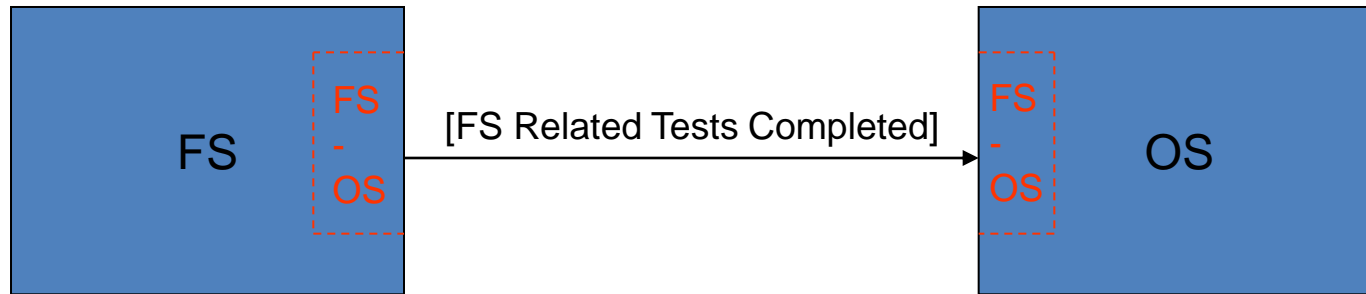 FS
FS
-
OS
[FS Related Tests Completed]
FS
-
OS
OS